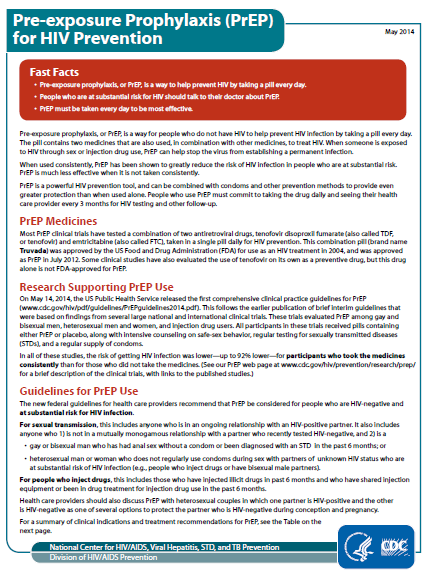 Pre-exposure Prophylaxis (PrEP)
for HIV Prevention
May 2014
Fast Facts
• Pre-exposure prophylaxis, or PrEP, is a way to help prevent HIV by taking a pill every day.
• People who are at substantial risk for HIV should talk to their doctor about PrEP.
• PrEP must be taken every day to be most effective.
Pre-exposure prophylaxis, or PrEP, is a way for people who do not have HIV to help prevent HIV infection by taking a pill every day.
The pill contains two medicines that are also used, in combination with other medicines, to treat HIV. When someone is exposed
to HIV through sex or injection drug use, PrEP can help stop the virus from establishing a permanent infection.
When used consistently, PrEP has been shown to greatly reduce the risk of HIV infection in people who are at substantial risk.
PrEP is much less effective when it is not taken consistently.
PrEP is a powerful HIV prevention tool, and can be combined with condoms and other prevention methods to provide even
greater protection than when used alone. People who use PrEP must commit to taking the drug daily and seeing their health
care provider every 3 months for HIV testing and other follow-up.
PrEP Medicines
Most PrEP clinical trials have tested a combination of two antiretroviral drugs, tenofovir disoproxil fumarate (also called TDF,
or tenofovir) and emtricitabine (also called FTC), taken in a single pill daily for HIV prevention. This combination pill (brand name
Truvada) was approved by the US Food and Drug Administration (FDA) for use as an HIV treatment in 2004, and was approved
as PrEP in July 2012. Some clinical studies have also evaluated the use of tenofovir on its own as a preventive drug, but this drug
alone is not FDA-approved for PrEP.
Research Supporting PrEP Use
On May 14, 2014, the US Public Health Service released the first comprehensive clinical practice guidelines for PrEP
(www.cdc.gov/hiv/pdf/guidelines/PrEPguidelines2014.pdf). This follows the earlier publication of brief interim guidelines that
were based on findings from several large national and international clinical trials. These trials evaluated PrEP among gay and
bisexual men, heterosexual men and women, and injection drug users. All participants in these trials received pills containing
either PrEP or placebo, along with intensive counseling on safe-sex behavior, regular testing for sexually transmitted diseases
(STDs), and a regular supply of condoms.
In all of these studies, the risk of getting HIV infection was lower—up to 92% lower—for participants who took the medicines
consistently than for those who did not take the medicines. (See our PrEP web page at www.cdc.gov/hiv/prevention/research/prep/
for a brief description of the clinical trials, with links to the published studies.)
Guidelines for PrEP Use
The new federal guidelines for health care providers recommend that PrEP be considered for people who are HIV-negative and
at substantial risk for HIV infection.
For sexual transmission, this includes anyone who is in an ongoing relationship with an HIV-positive partner. It also includes
anyone who 1) is not in a mutually monogamous relationship with a partner who recently tested HIV-negative, and 2) is a
• gay or bisexual man who has had anal sex without a condom or been diagnosed with an STD in the past 6 months; or
• heterosexual man or woman who does not regularly use condoms during sex with partners of unknown HIV status who are
at substantial risk of HIV infection (e.g., people who inject drugs or have bisexual male partners).
For people who inject drugs, this includes those who have injected illicit drugs in past 6 months and who have shared injection
equipment or been in drug treatment for injection drug use in the past 6 months.
Health care providers should also discuss PrEP with heterosexual couples in which one partner is HIV-positive and the other
is HIV-negative as one of several options to protect the partner who is HIV-negative during conception and pregnancy.
For a summary of clinical indications and treatment recommendations for PrEP, see the Table on the
next page.
National Center for HIV/AIDS, Viral Hepatitis, STD, and TB Prevention
Division of HIV/AIDS Prevention
CDC